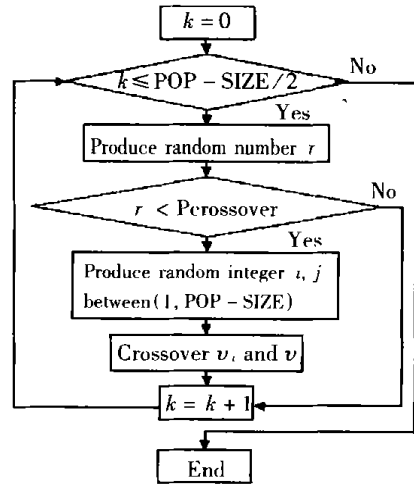 k = 0
k ≤ POP - SIZE/2
No
Yes
Produce random number r
r < Pcrossover
No
Yes
Produce random integer i, j
between (1, POP - SIZE)
Crossover v_i and v
k = k + 1
End